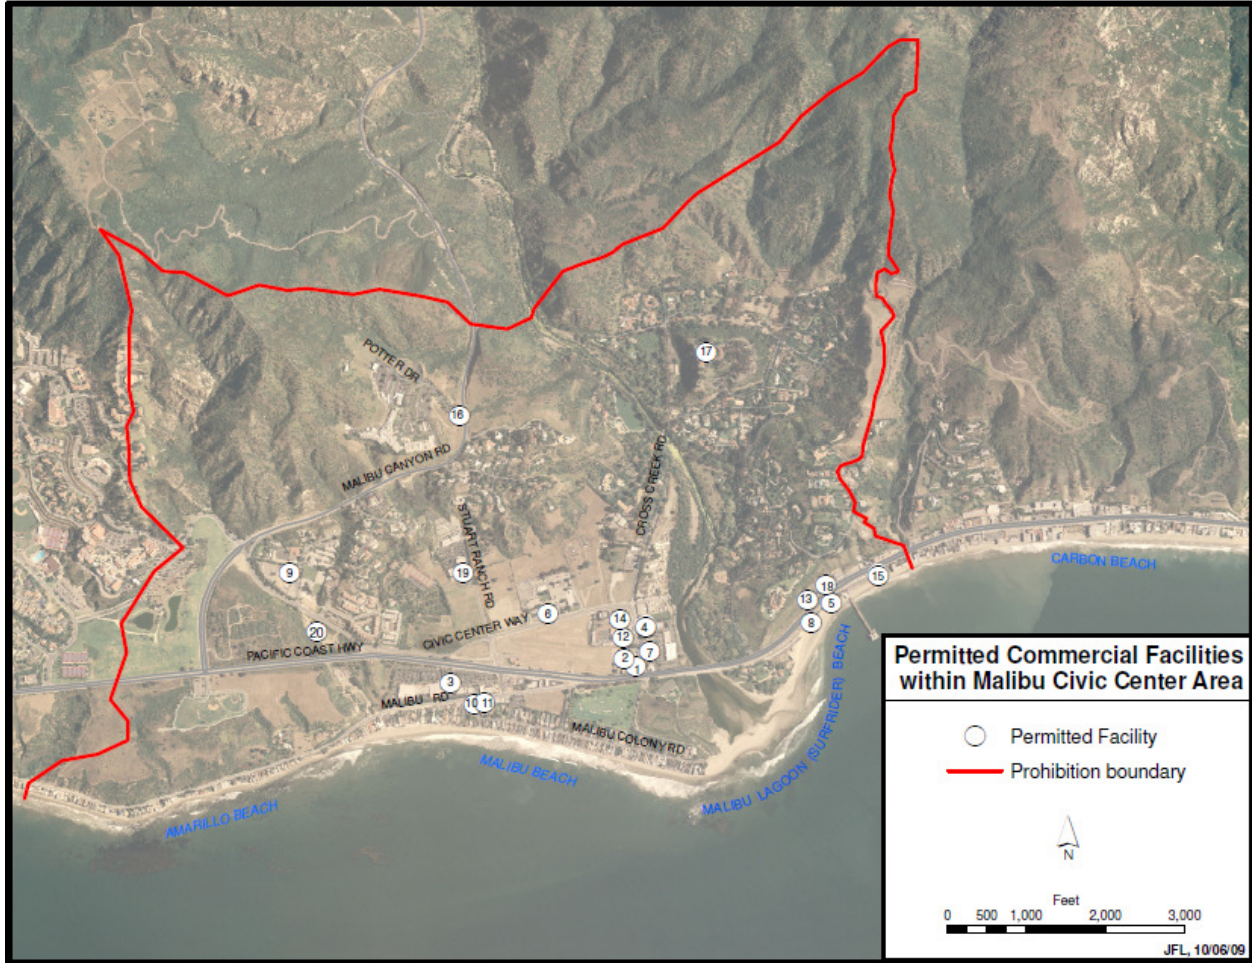 17
POTTER DR
16
MALIBU CANYON RD
CROSS CREEK RD
STUART RANCH RD
9
19
15
CARBON BEACH
18
13
5
6
14
8
4
20
CIVIC CENTER WAY
12
PACIFIC COAST HWY
7
2
1
3
MALIBU RD
10
11
MALIBU COLONY RD
MALIBU BEACH
MALIBU LAGOON (SURFRIDER) BEACH
AMARILLO BEACH
Permitted Commercial Facilities
within Malibu Civic Center Area
Permitted Facility
Prohibition boundary
N
Feet
0 500 1,000 2,000 3,000
JFL, 10/06/09